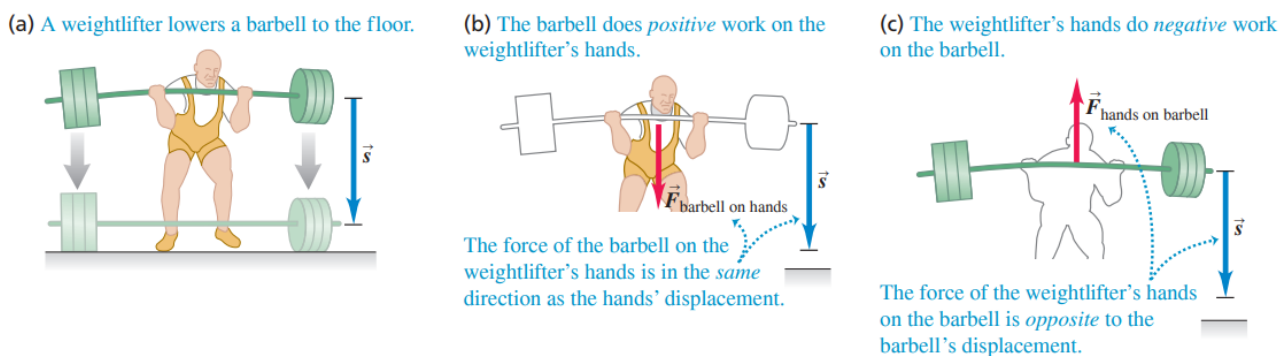 (a) A weightlifter lowers a barbell to the floor.
s
(b) The barbell does positive work on the
weightlifter’s hands.
F barbell on hands
s
The force of the barbell on the
weightlifter’s hands is in the same
direction as the hands’ displacement.
(c) The weightlifter’s hands do negative work
on the barbell.
F hands on barbell
s
The force of the weightlifter’s hands
on the barbell is opposite to the
barbell’s displacement.